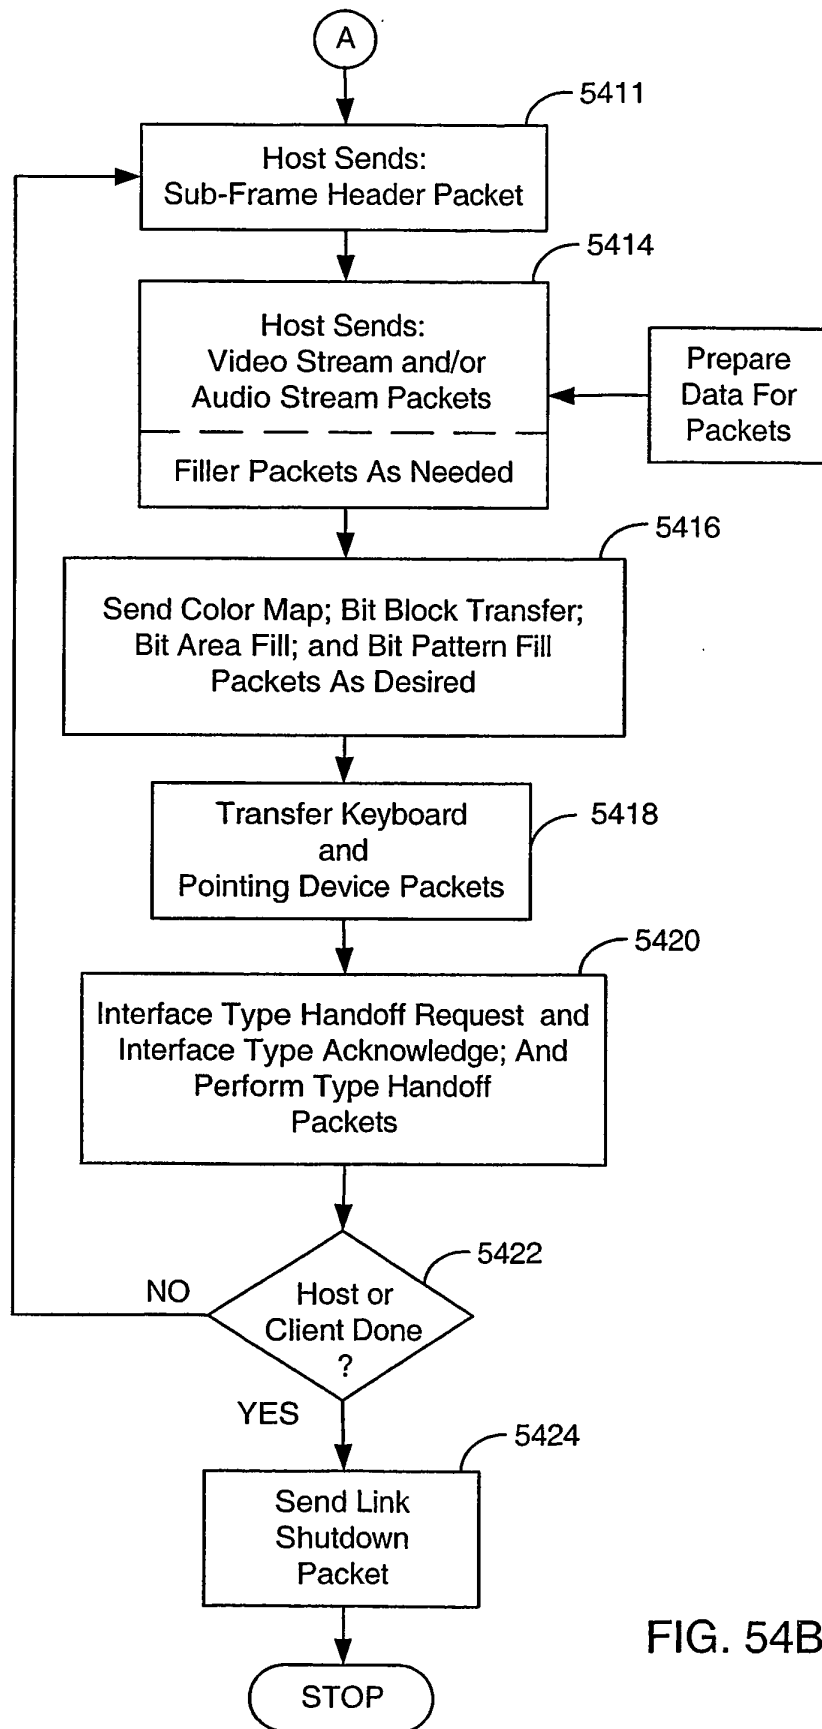 A
5411
Host Sends:
Sub-Frame Header Packet
5414
Host Sends:
Video Stream and/or
Audio Stream Packets
Filler Packets As Needed
Prepare
Data For
Packets
5416
Send Color Map; Bit Block Transfer;
Bit Area Fill; and Bit Pattern Fill
Packets As Desired
Transfer Keyboard
and
Pointing Device Packets
5418
5420
Interface Type Handoff Request and
Interface Type Acknowledge; And
Perform Type Handoff
Packets
5422
NO
Host or
Client Done
?
YES
5424
Send Link
Shutdown
Packet
STOP
FIG. 54B